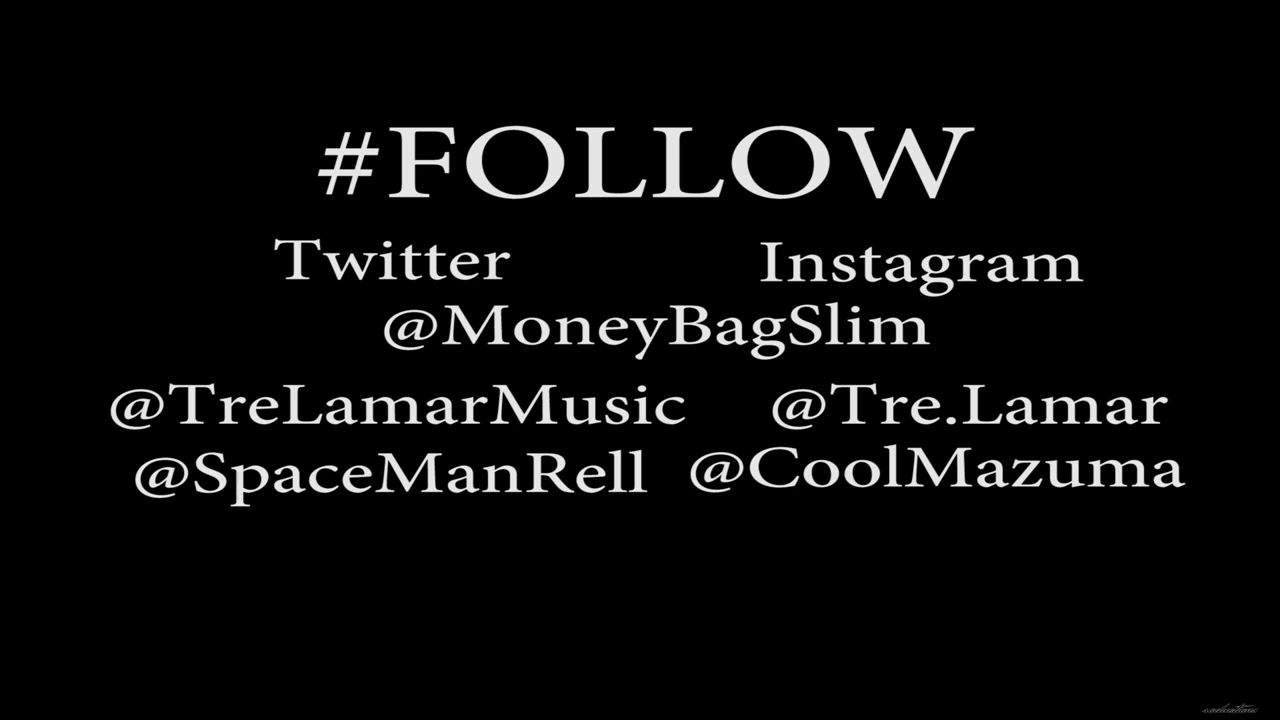 #FOLLOW
Twitter Instagram
@MoneyBagSlim
@TreLamarMusic @Tre.Lamar
@SpaceManRell @CoolMazuma